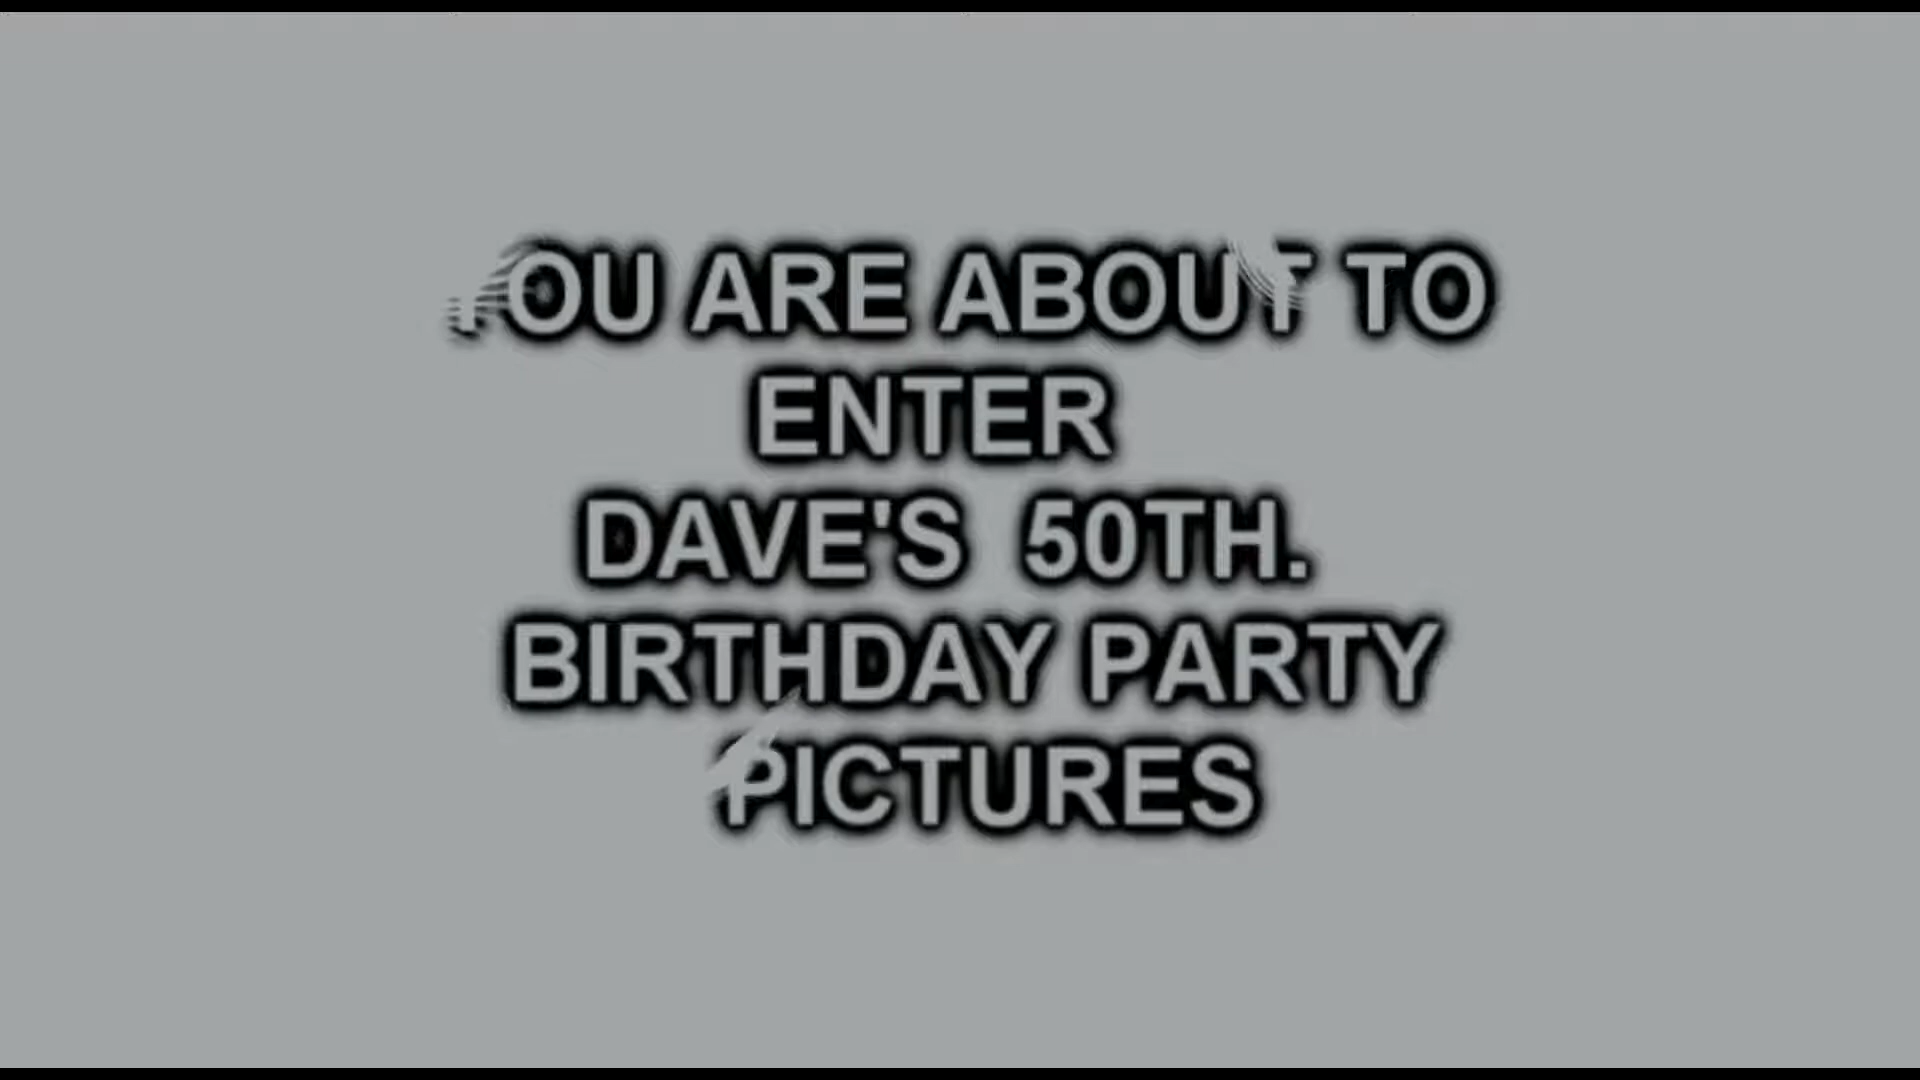 YOU ARE ABOUT TO
ENTER
DAVE'S 50TH.
BIRTHDAY PARTY
PICTURES